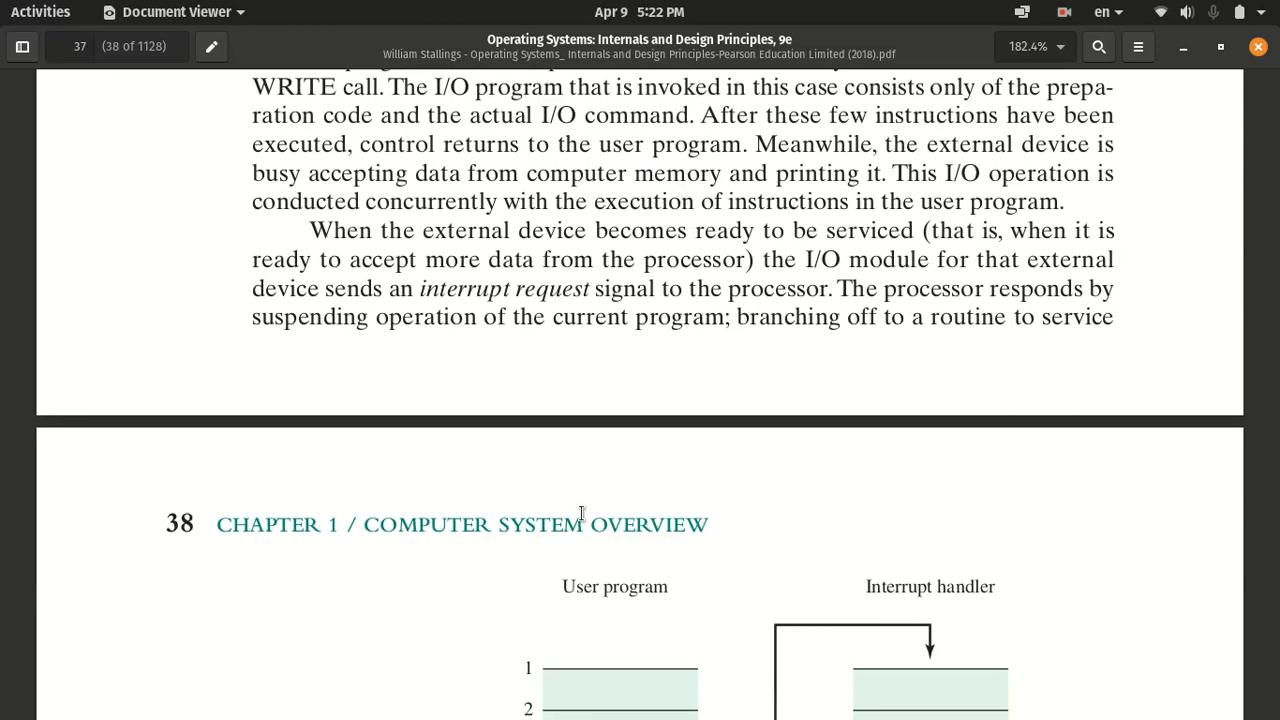 Activities
Document Viewer
Apr 9 5:22 PM
en
37 (38 of 1128)
Operating Systems: Internals and Design Principles, 9e
William Stallings - Operating Systems_ Internals and Design Principles-Pearson Education Limited (2018).pdf
182.4%
WRITE call. The I/O program that is invoked in this case consists only of the prepa-
ration code and the actual I/O command. After these few instructions have been
executed, control returns to the user program. Meanwhile, the external device is
busy accepting data from computer memory and printing it. This I/O operation is
conducted concurrently with the execution of instructions in the user program.
When the external device becomes ready to be serviced (that is, when it is
ready to accept more data from the processor) the I/O module for that external
device sends an interrupt request signal to the processor. The processor responds by
suspending operation of the current program; branching off to a routine to service
38 CHAPTER 1 / COMPUTER SYSTEM OVERVIEW
User program
Interrupt handler
1
2